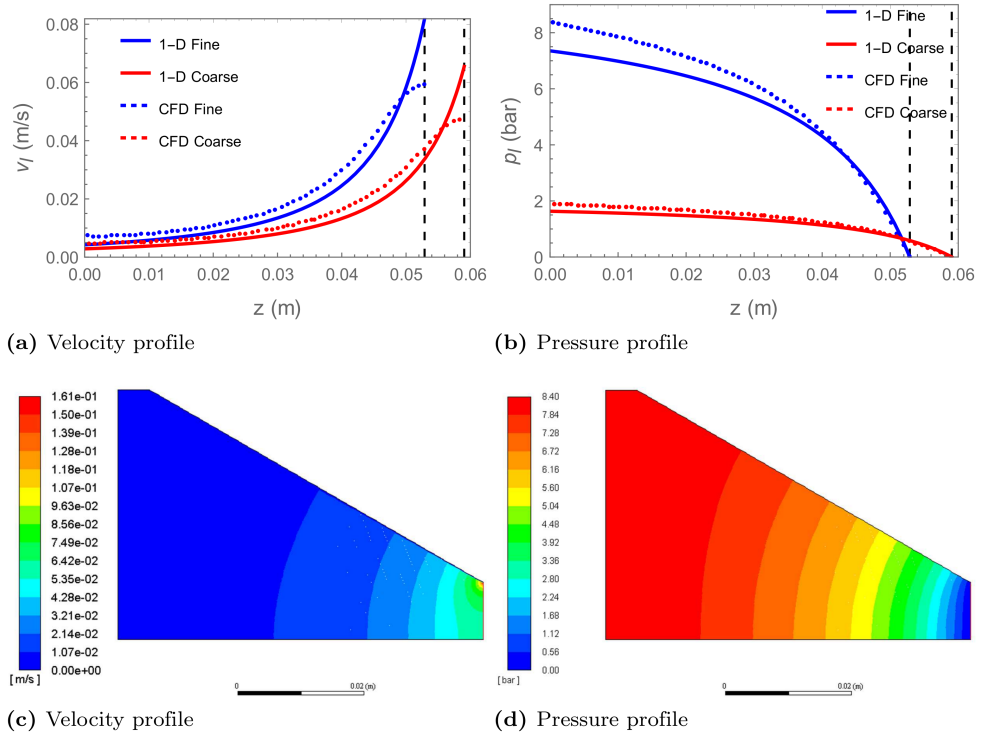 0.08
0.06
0.04
0.02
0.00
v_l (m/s)
1-D Fine
1-D Coarse
CFD Fine
CFD Coarse
0.00 0.01 0.02 0.03 0.04 0.05 0.06
z (m)
8
6
4
2
0
p_l (bar)
1-D Fine
1-D Coarse
CFD Fine
CFD Coarse
0.00 0.01 0.02 0.03 0.04 0.05 0.06
z (m)
(a) Velocity profile
(b) Pressure profile
1.61e-01
1.50e-01
1.39e-01
1.28e-01
1.18e-01
1.07e-01
9.63e-02
8.56e-02
7.49e-02
6.42e-02
5.35e-02
4.28e-02
3.21e-02
2.14e-02
1.07e-02
0.00e+00
[ m/s ]
0 0.02 (m)
8.40
7.84
7.28
6.72
6.16
5.60
5.04
4.48
3.92
3.36
2.80
2.24
1.68
1.12
0.56
0.00
[ bar ]
0 0.02 (m)
(c) Velocity profile
(d) Pressure profile